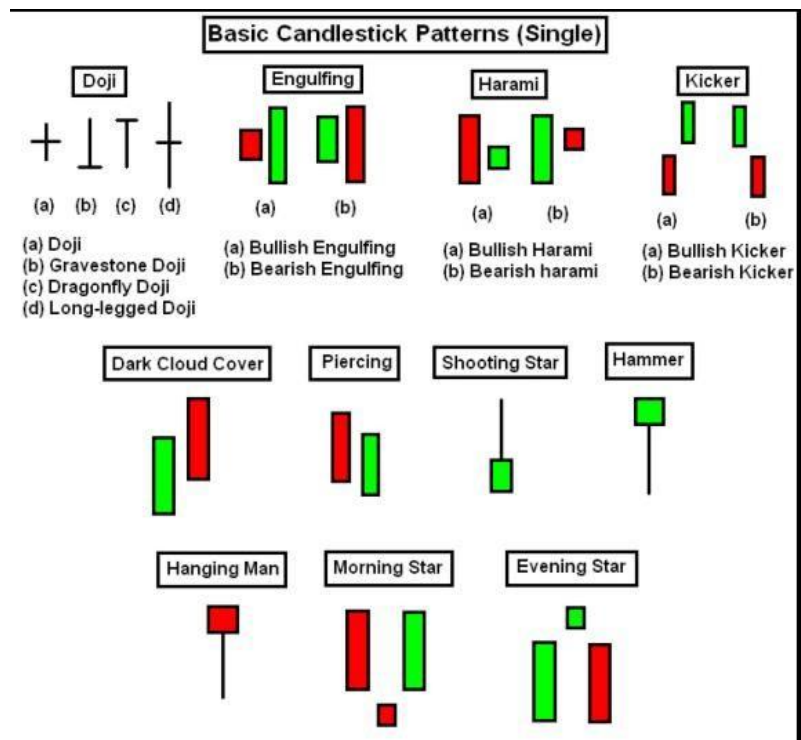 Basic Candlestick Patterns (Single)
Doji
Engulfing
Harami
Kicker
(a) (b) (c) (d)
(a) (b)
(a) (b)
(a) (b)
(a) Doji
(b) Gravestone Doji
(c) Dragonfly Doji
(d) Long-legged Doji
(a) Bullish Engulfing
(b) Bearish Engulfing
(a) Bullish Harami
(b) Bearish harami
(a) Bullish Kicker
(b) Bearish Kicker
Dark Cloud Cover
Piercing
Shooting Star
Hammer
Hanging Man
Morning Star
Evening Star